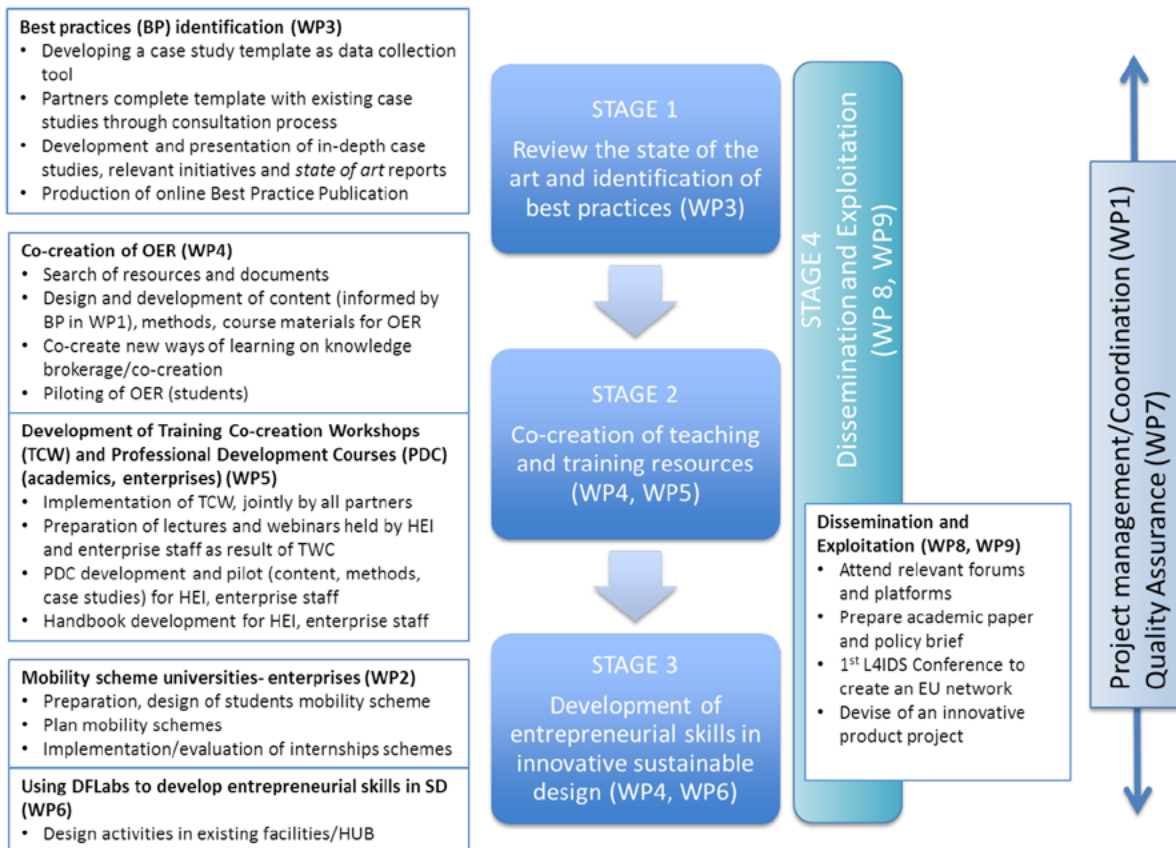 Best practices (BP) identification (WP3)
• Developing a case study template as data collection
tool
• Partners complete template with existing case
studies through consultation process
• Development and presentation of in-depth case
studies, relevant initiatives and state of art reports
• Production of online Best Practice Publication
Co-creation of OER (WP4)
• Search of resources and documents
• Design and development of content (informed by
BP in WP1), methods, course materials for OER
• Co-create new ways of learning on knowledge
brokerage/co-creation
• Piloting of OER (students)
Development of Training Co-creation Workshops
(TCW) and Professional Development Courses (PDC)
(academics, enterprises) (WP5)
• Implementation of TCW, jointly by all partners
• Preparation of lectures and webinars held by HEI
and enterprise staff as result of TWC
• PDC development and pilot (content, methods,
case studies) for HEI, enterprise staff
• Handbook development for HEI, enterprise staff
Mobility scheme universities- enterprises (WP2)
• Preparation, design of students mobility scheme
• Plan mobility schemes
• Implementation/evaluation of internships schemes
Using DFLabs to develop entrepreneurial skills in SD
(WP6)
• Design activities in existing facilities/HUB
STAGE 1
Review the state of the
art and identification of
best practices (WP3)
STAGE 2
Co-creation of teaching
and training resources
(WP4, WP5)
STAGE 3
Development of
entrepreneurial skills in
innovative sustainable
design (WP4, WP6)
STAGE 4
Dissemination and Exploitation
(WP 8, WP9)
Dissemination and
Exploitation (WP8, WP9)
• Attend relevant forums
and platforms
• Prepare academic paper
and policy brief
• 1st L4IDS Conference to
create an EU network
• Devise of an innovative
product project
Project management/Coordination (WP1)
Quality Assurance (WP7)